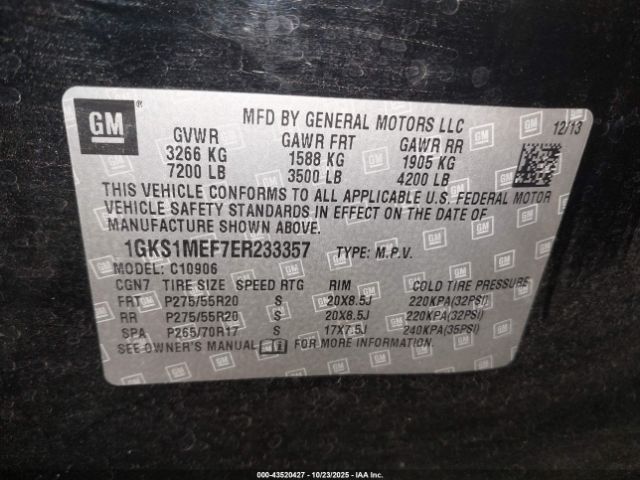 GM
MFD BY GENERAL MOTORS LLC
12/13
GVWR GAWR FRT GAWR RR
3266 KG 1588 KG 1905 KG
7200 LB 3500 LB 4200 LB
THIS VEHICLE CONFORMS TO ALL APPLICABLE U.S. FEDERAL MOTOR
VEHICLE SAFETY STANDARDS IN EFFECT ON THE DATE OF
MANUFACTURE SHOWN ABOVE.
1GKS1MEF7ER233357 TYPE: M.P.V.
MODEL: C10906
CGN7 TIRE SIZE SPEED RTG RIM COLD TIRE PRESSURE
FRT P275/55R20 S 20X8.5J 220KPA(32PSI)
RR P275/55R20 S 20X8.5J 220KPA(32PSI)
SPA P265/70R17 S 17X7.5J 240KPA(35PSI)
SEE OWNER'S MANUAL FOR MORE INFORMATION.
000-43520427 - 10/23/2025 - IAAI, Inc.